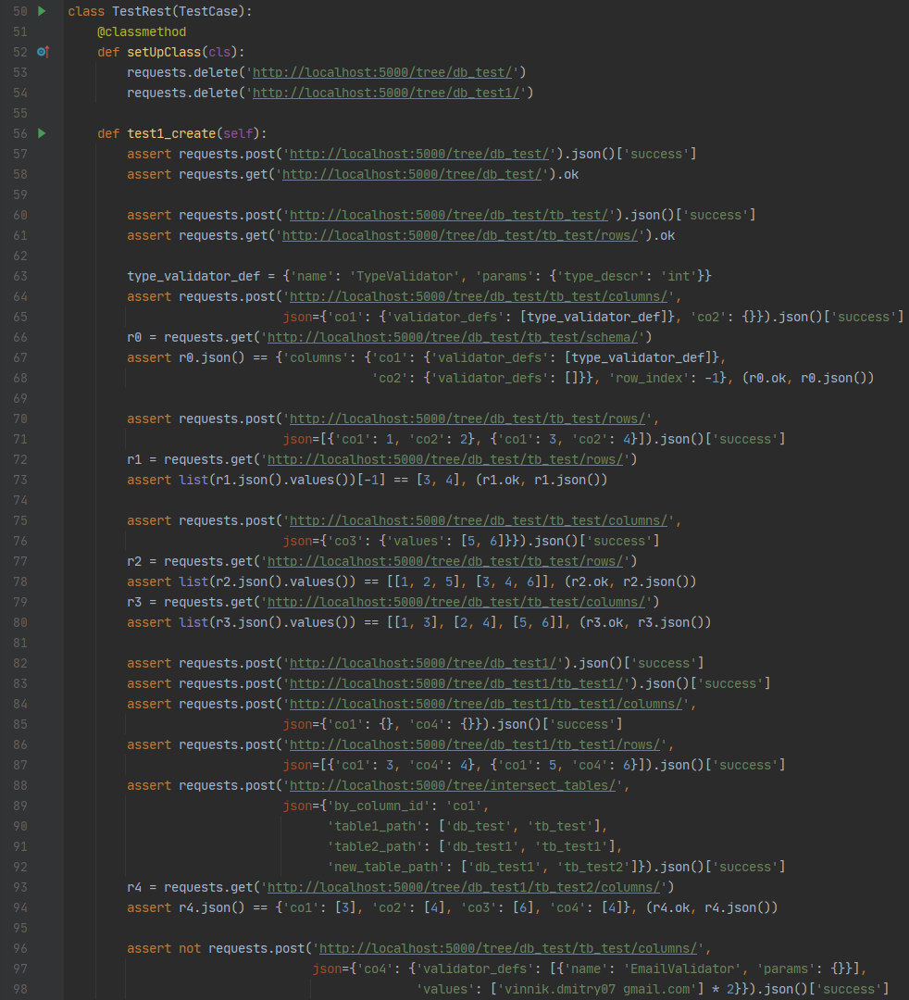 50 class TestRest(TestCase):
51     @classmethod
52     def setUpClass(cls):
53         requests.delete('http://localhost:5000/tree/db_test/')
54         requests.delete('http://localhost:5000/tree/db_test1/')
55
56     def test1_create(self):
57         assert requests.post('http://localhost:5000/tree/db_test/').json()['success']
58         assert requests.get('http://localhost:5000/tree/db_test/').ok
59
60         assert requests.post('http://localhost:5000/tree/db_test/tb_test/').json()['success']
61         assert requests.get('http://localhost:5000/tree/db_test/tb_test/rows/').ok
62
63         type_validator_def = {'name': 'TypeValidator', 'params': {'type_descr': 'int'}}
64         assert requests.post('http://localhost:5000/tree/db_test/tb_test/columns/',
65                              json={'co1': {'validator_defs': [type_validator_def]}, 'co2': {}}).json()['success']
66         r0 = requests.get('http://localhost:5000/tree/db_test/tb_test/schema/')
67         assert r0.json() == {'columns': {'co1': {'validator_defs': [type_validator_def]},
68                                          'co2': {'validator_defs': []}}, 'row_index': -1}, (r0.ok, r0.json())
69
70         assert requests.post('http://localhost:5000/tree/db_test/tb_test/rows/',
71                              json=[{'co1': 1, 'co2': 2}, {'co1': 3, 'co2': 4}]).json()['success']
72         r1 = requests.get('http://localhost:5000/tree/db_test/tb_test/rows/')
73         assert list(r1.json().values())[-1] == [3, 4], (r1.ok, r1.json())
74
75         assert requests.post('http://localhost:5000/tree/db_test/tb_test/columns/',
76                              json={'co3': {'values': [5, 6]}}).json()['success']
77         r2 = requests.get('http://localhost:5000/tree/db_test/tb_test/rows/')
78         assert list(r2.json().values()) == [[1, 2, 5], [3, 4, 6]], (r2.ok, r2.json())
79         r3 = requests.get('http://localhost:5000/tree/db_test/tb_test/columns/')
80         assert list(r3.json().values()) == [[1, 3], [2, 4], [5, 6]], (r3.ok, r3.json())
81
82         assert requests.post('http://localhost:5000/tree/db_test1/').json()['success']
83         assert requests.post('http://localhost:5000/tree/db_test1/tb_test1/').json()['success']
84         assert requests.post('http://localhost:5000/tree/db_test1/tb_test1/columns/',
85                              json={'co1': {}, 'co4': {}}).json()['success']
86         assert requests.post('http://localhost:5000/tree/db_test1/tb_test1/rows/',
87                              json=[{'co1': 3, 'co4': 4}, {'co1': 5, 'co4': 6}]).json()['success']
88         assert requests.post('http://localhost:5000/tree/intersect_tables/',
89                              json={'by_column_id': 'co1',
90                                    'table1_path': ['db_test', 'tb_test'],
91                                    'table2_path': ['db_test1', 'tb_test1'],
92                                    'new_table_path': ['db_test1', 'tb_test2']}).json()['success']
93         r4 = requests.get('http://localhost:5000/tree/db_test1/tb_test2/columns/')
94         assert r4.json() == {'co1': [3], 'co2': [4], 'co3': [6], 'co4': [4]}, (r4.ok, r4.json())
95
96         assert not requests.post('http://localhost:5000/tree/db_test/tb_test/columns/',
97                                  json={'co4': {'validator_defs': [{'name': 'EmailValidator', 'params': {}}],
98                                                'values': ['vinnik.dmitry07 gmail.com'] * 2}}).json()['success']